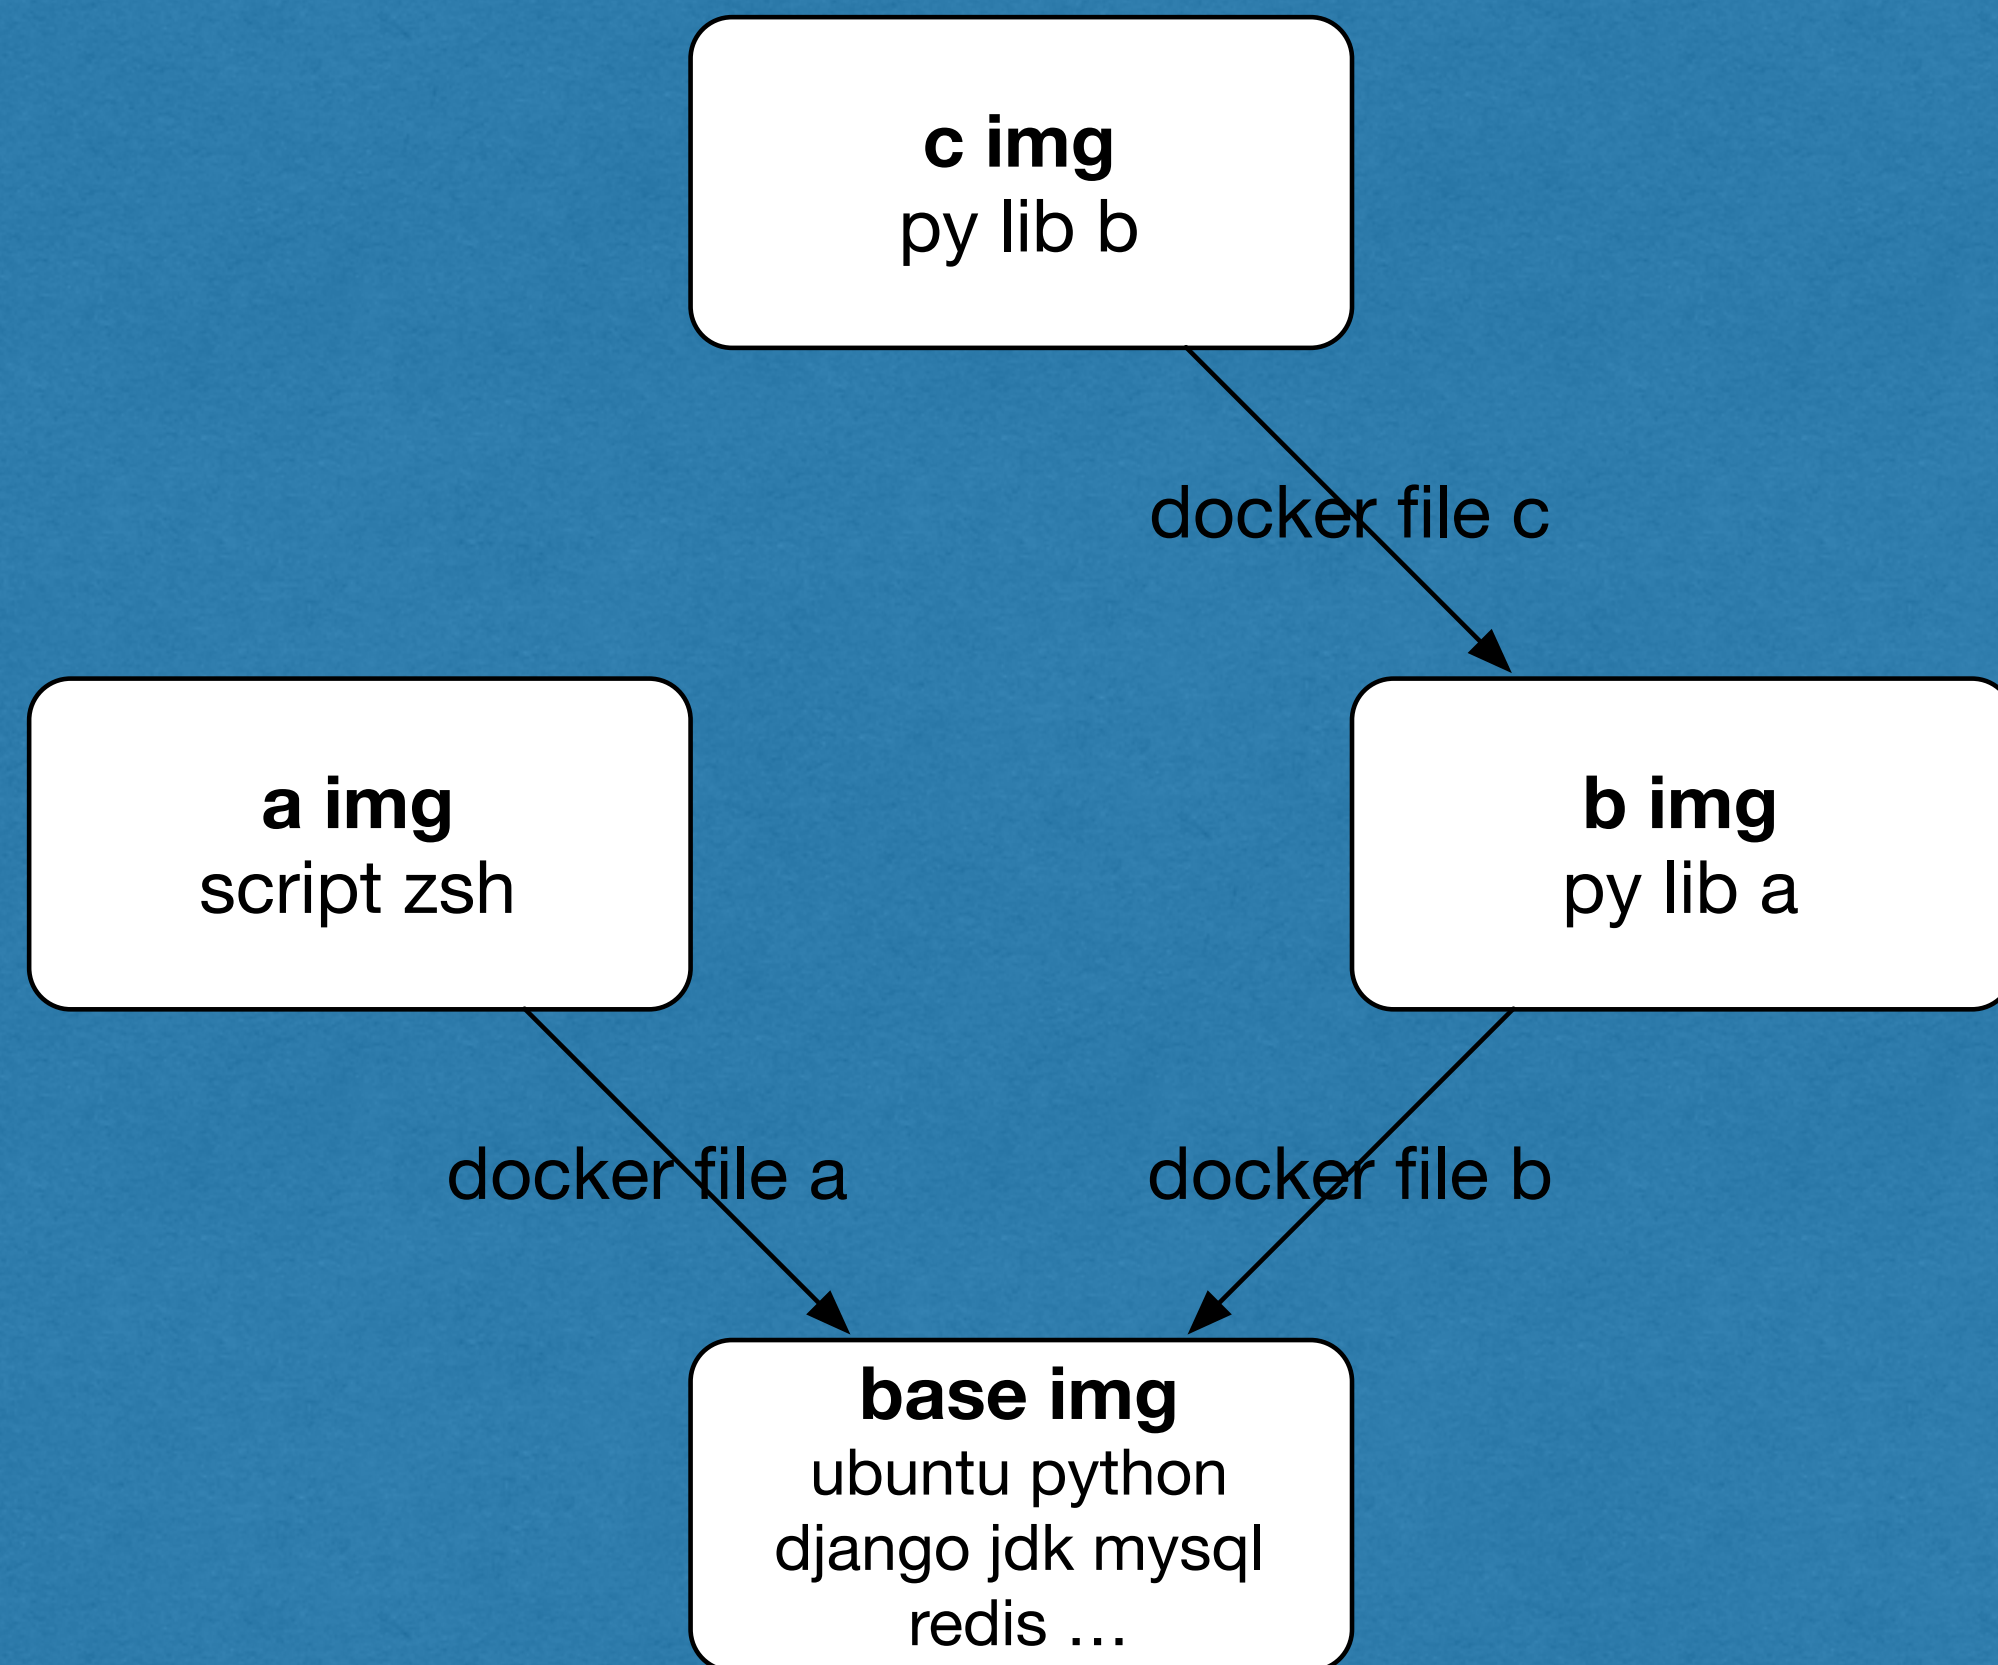 c img
py lib b
docker file c
a img
script zsh
b img
py lib a
docker file a
docker file b
base img
ubuntu python
django jdk mysql
redis …